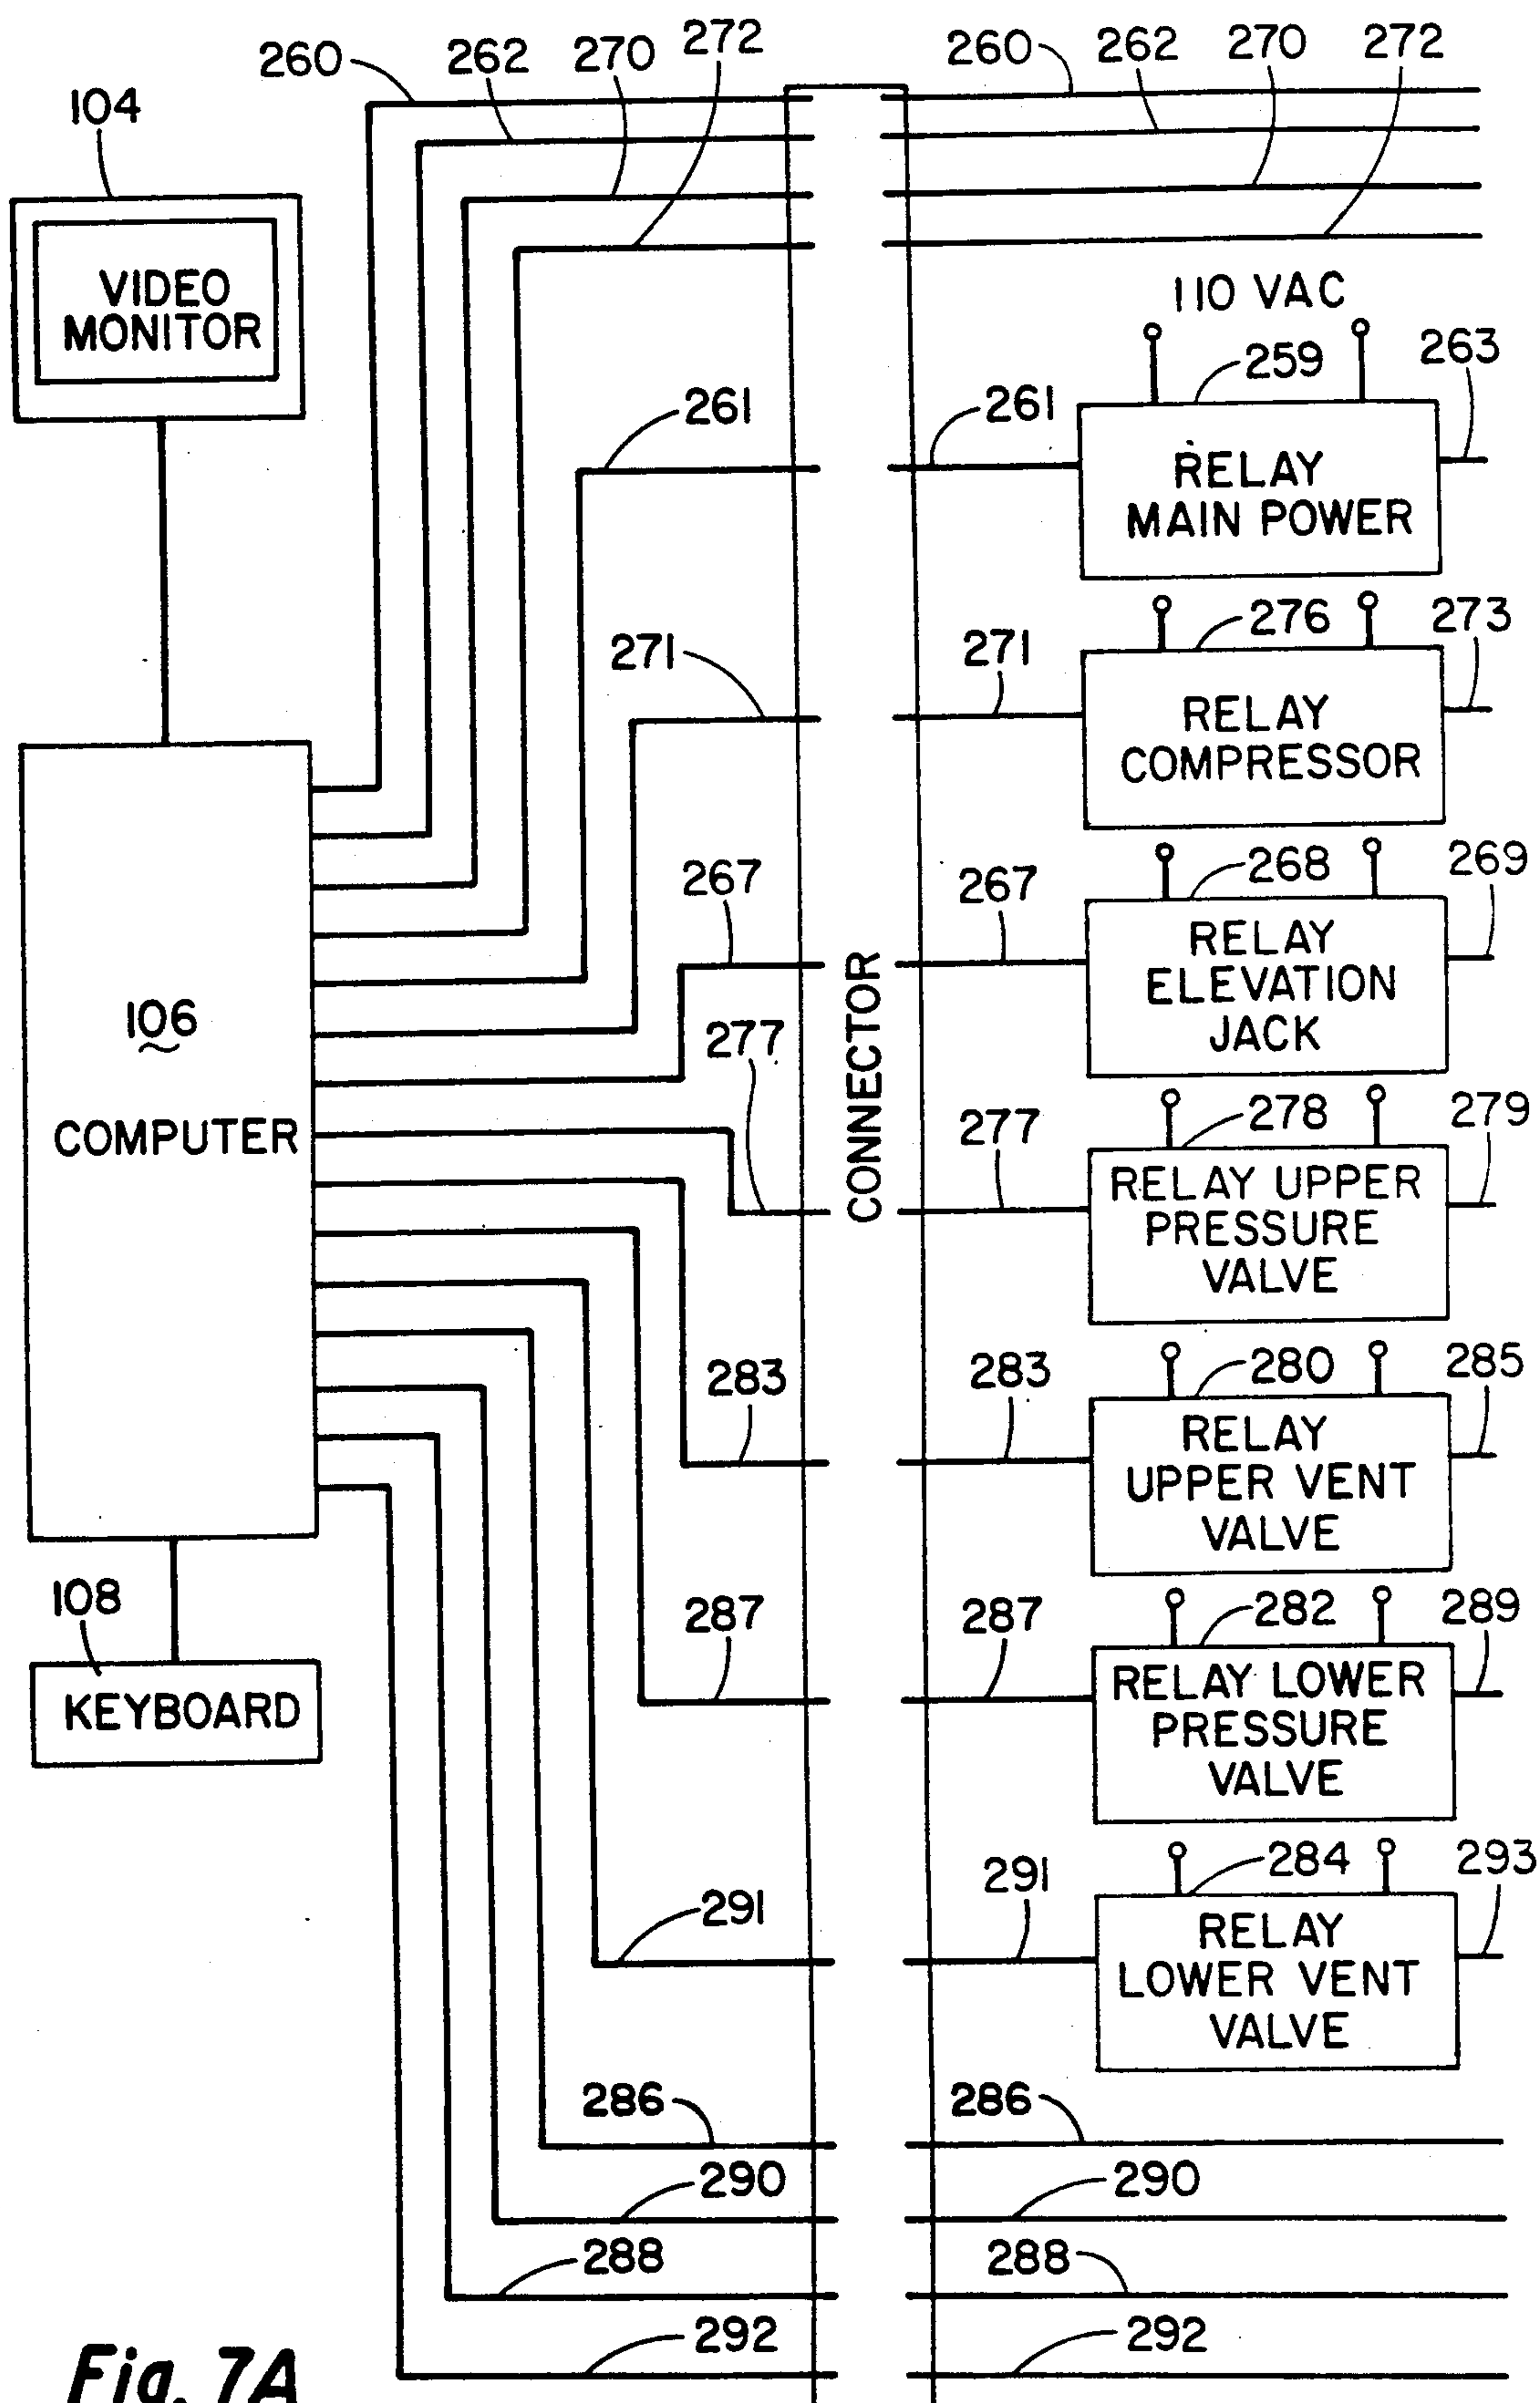 260 262 270 272 260 262 270 272
104
VIDEO
MONITOR
110 VAC
259 263
261 261
RELAY
MAIN POWER
276 273
271 271
RELAY
COMPRESSOR
268 269
267 267
RELAY
ELEVATION
JACK
106
COMPUTER
CONNECTOR
278 279
277 277
RELAY UPPER
PRESSURE
VALVE
280 285
283 283
RELAY
UPPER VENT
VALVE
108
KEYBOARD
282 289
287 287
RELAY LOWER
PRESSURE
VALVE
284 293
291 291
RELAY
LOWER VENT
VALVE
286 286
290 290
288 288
292 292
Fig. 7A